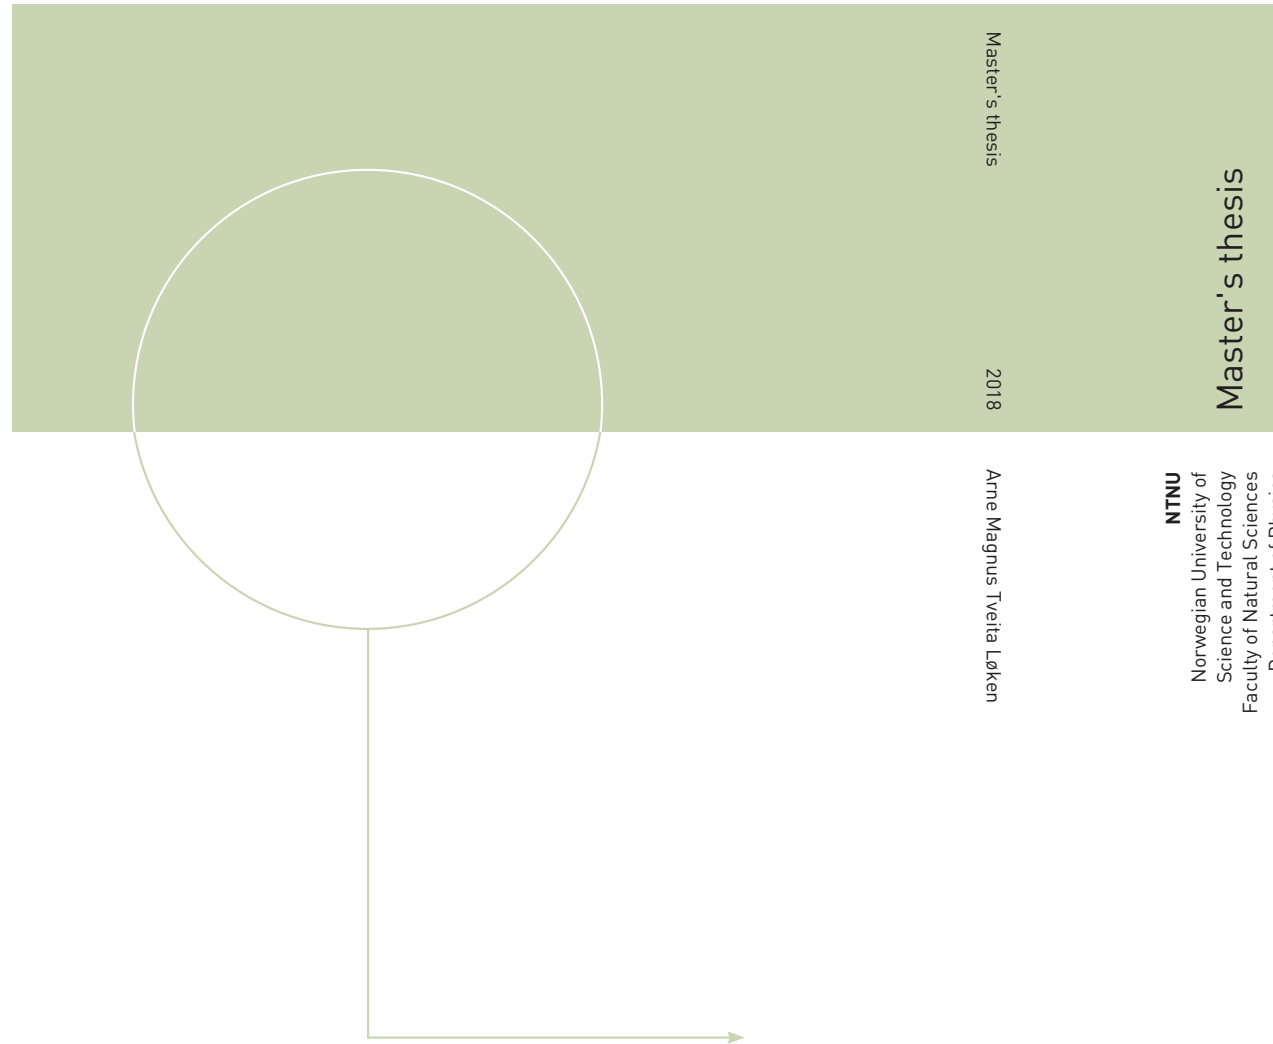 Master's thesis
2018
Arne Magnus Tveita Løken
Master's thesis
NTNU
Norwegian University of
Science and Technology
Faculty of Natural Sciences